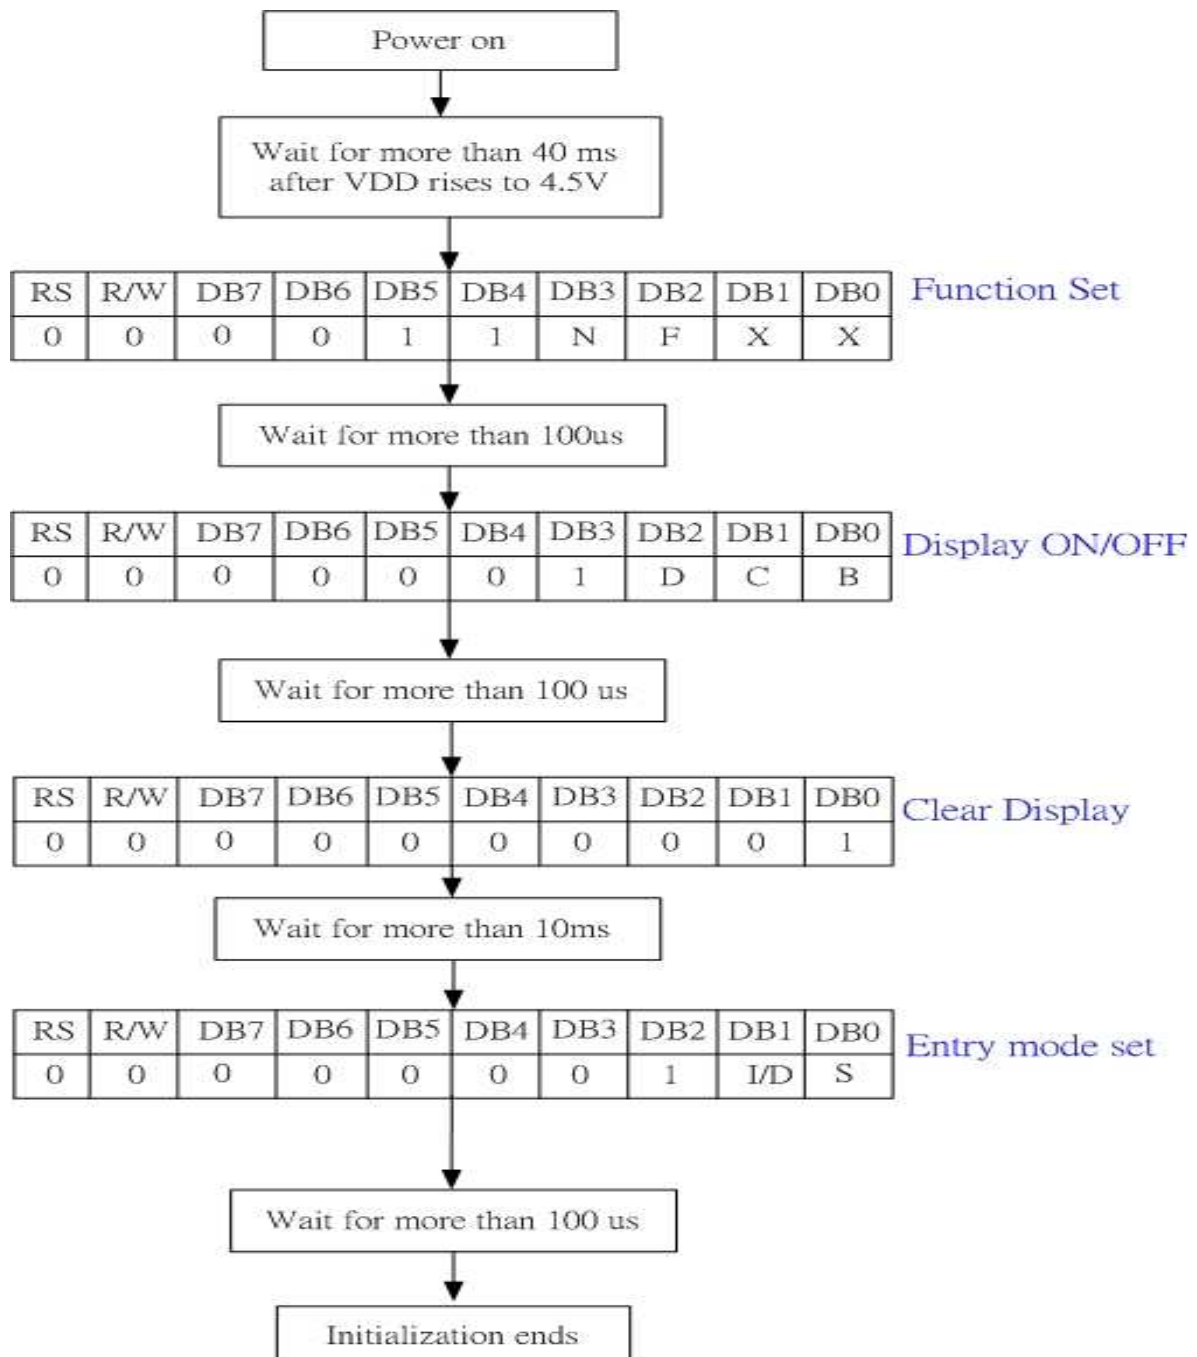 Power on
Wait for more than 40 ms
after VDD rises to 4.5V
RS R/W DB7 DB6 DB5 DB4 DB3 DB2 DB1 DB0 Function Set
0 0 0 0 1 1 N F X X
Wait for more than 100us
RS R/W DB7 DB6 DB5 DB4 DB3 DB2 DB1 DB0 Display ON/OFF
0 0 0 0 0 0 1 D C B
Wait for more than 100 us
RS R/W DB7 DB6 DB5 DB4 DB3 DB2 DB1 DB0 Clear Display
0 0 0 0 0 0 0 0 0 1
Wait for more than 10ms
RS R/W DB7 DB6 DB5 DB4 DB3 DB2 DB1 DB0 Entry mode set
0 0 0 0 0 0 0 1 I/D S
Wait for more than 100 us
Initialization ends